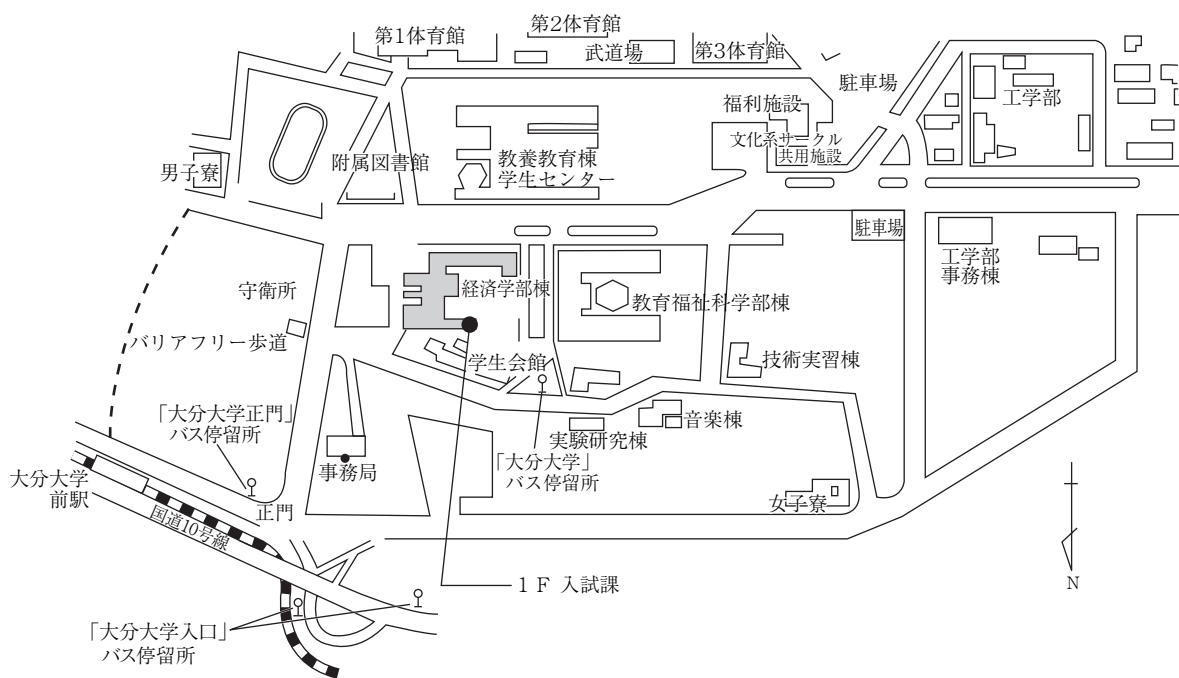 第1体育館
第2体育館
武道場
第3体育館
駐車場
工学部
福利施設
文化系サークル
共用施設
附属図書館
教養教育棟
学生センター
男子寮
駐車場
工学部
事務棟
守衛所
経済学部棟
教育福祉科学部棟
バリアフリー歩道
学生会館
技術実習棟
「大分大学正門」
バス停留所
音楽棟
実験研究棟
事務局
「大分大学」
バス停留所
大分大学
前駅
女子寮
正門
国道10号線
1F 入試課
N
「大分大学入口」
バス停留所